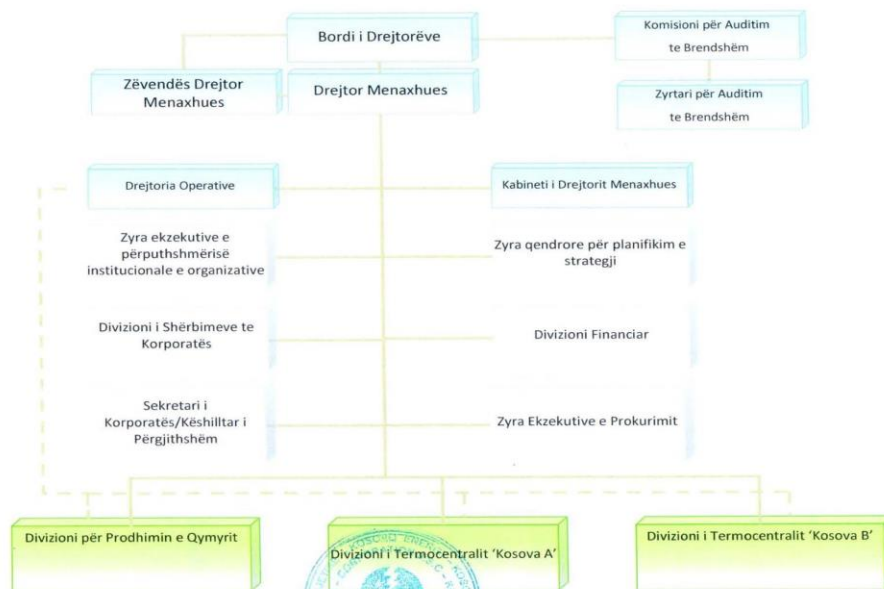 Bordi i Drejtorëve
Komisioni për Auditim
te Brendshëm
Zëvendës Drejtor
Menaxhues
Drejtor Menaxhues
Zyrtari për Auditim
te Brendshëm
Drejtoria Operative
Kabineti i Drejtorit Menaxhues
Zyra ekzekutive e
përputhshmërisë
institucionale e organizative
Zyra qendrore për planifikim e
strategji
Divizioni i Shërbimeve te
Korporatës
Divizioni Financiar
Sekretari i
Korporatës/Këshilltar i
Përgjithshëm
Zyra Ekzekutive e Prokurimit
Divizioni për Prodhimin e Qymyrit
Divizioni i Termocentralit 'Kosova A'
Divizioni i Termocentralit 'Kosova B'